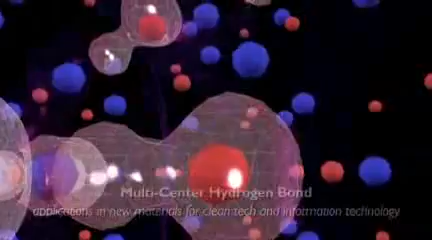 Multi-Center Hydrogen Bond
applications in new materials for clean tech and information technology